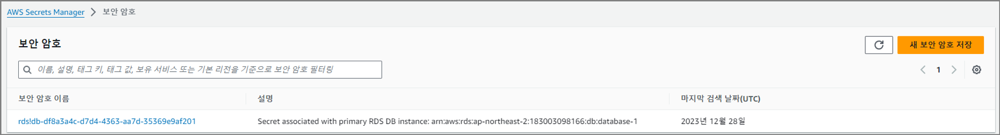 AWS Secrets Manager > 보안 암호
보안 암호
새 보안 암호 저장
이름, 설명, 태그 키, 태그 값, 보유 서비스 또는 기본 리전을 기준으로 보안 암호 필터링
< 1 >
보안 암호 이름 설명 마지막 검색 날짜(UTC)
rds!db-df8a3a4c-d7d4-4363-aa7d-35369e9af201 Secret associated with primary RDS DB instance: arn:aws:rds:ap-northeast-2:183003098166:db:database-1 2023년 12월 28일